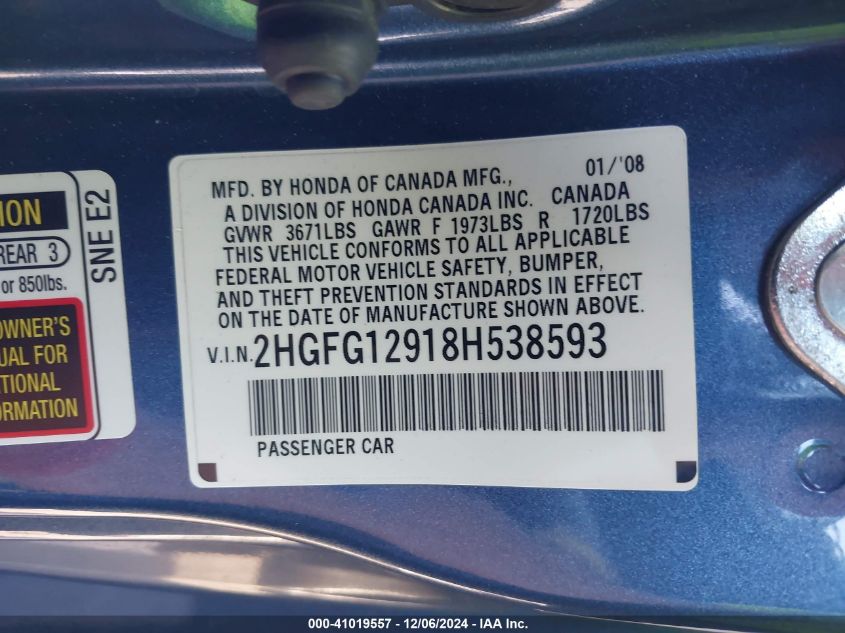 MFD. BY HONDA OF CANADA MFG., 01/'08
A DIVISION OF HONDA CANADA INC. CANADA
GVWR 3671LBS GAWR F 1973LBS R 1720LBS
THIS VEHICLE CONFORMS TO ALL APPLICABLE
FEDERAL MOTOR VEHICLE SAFETY, BUMPER,
AND THEFT PREVENTION STANDARDS IN EFFECT
ON THE DATE OF MANUFACTURE SHOWN ABOVE.
V.I.N. 2HGFG12918H538593
PASSENGER CAR
ION
REAR 3
or 850lbs.
OWNER'S
UAL FOR
TIONAL
ORMATION
SNE E2
000-41019557 - 12/06/2024 - IAA Inc.